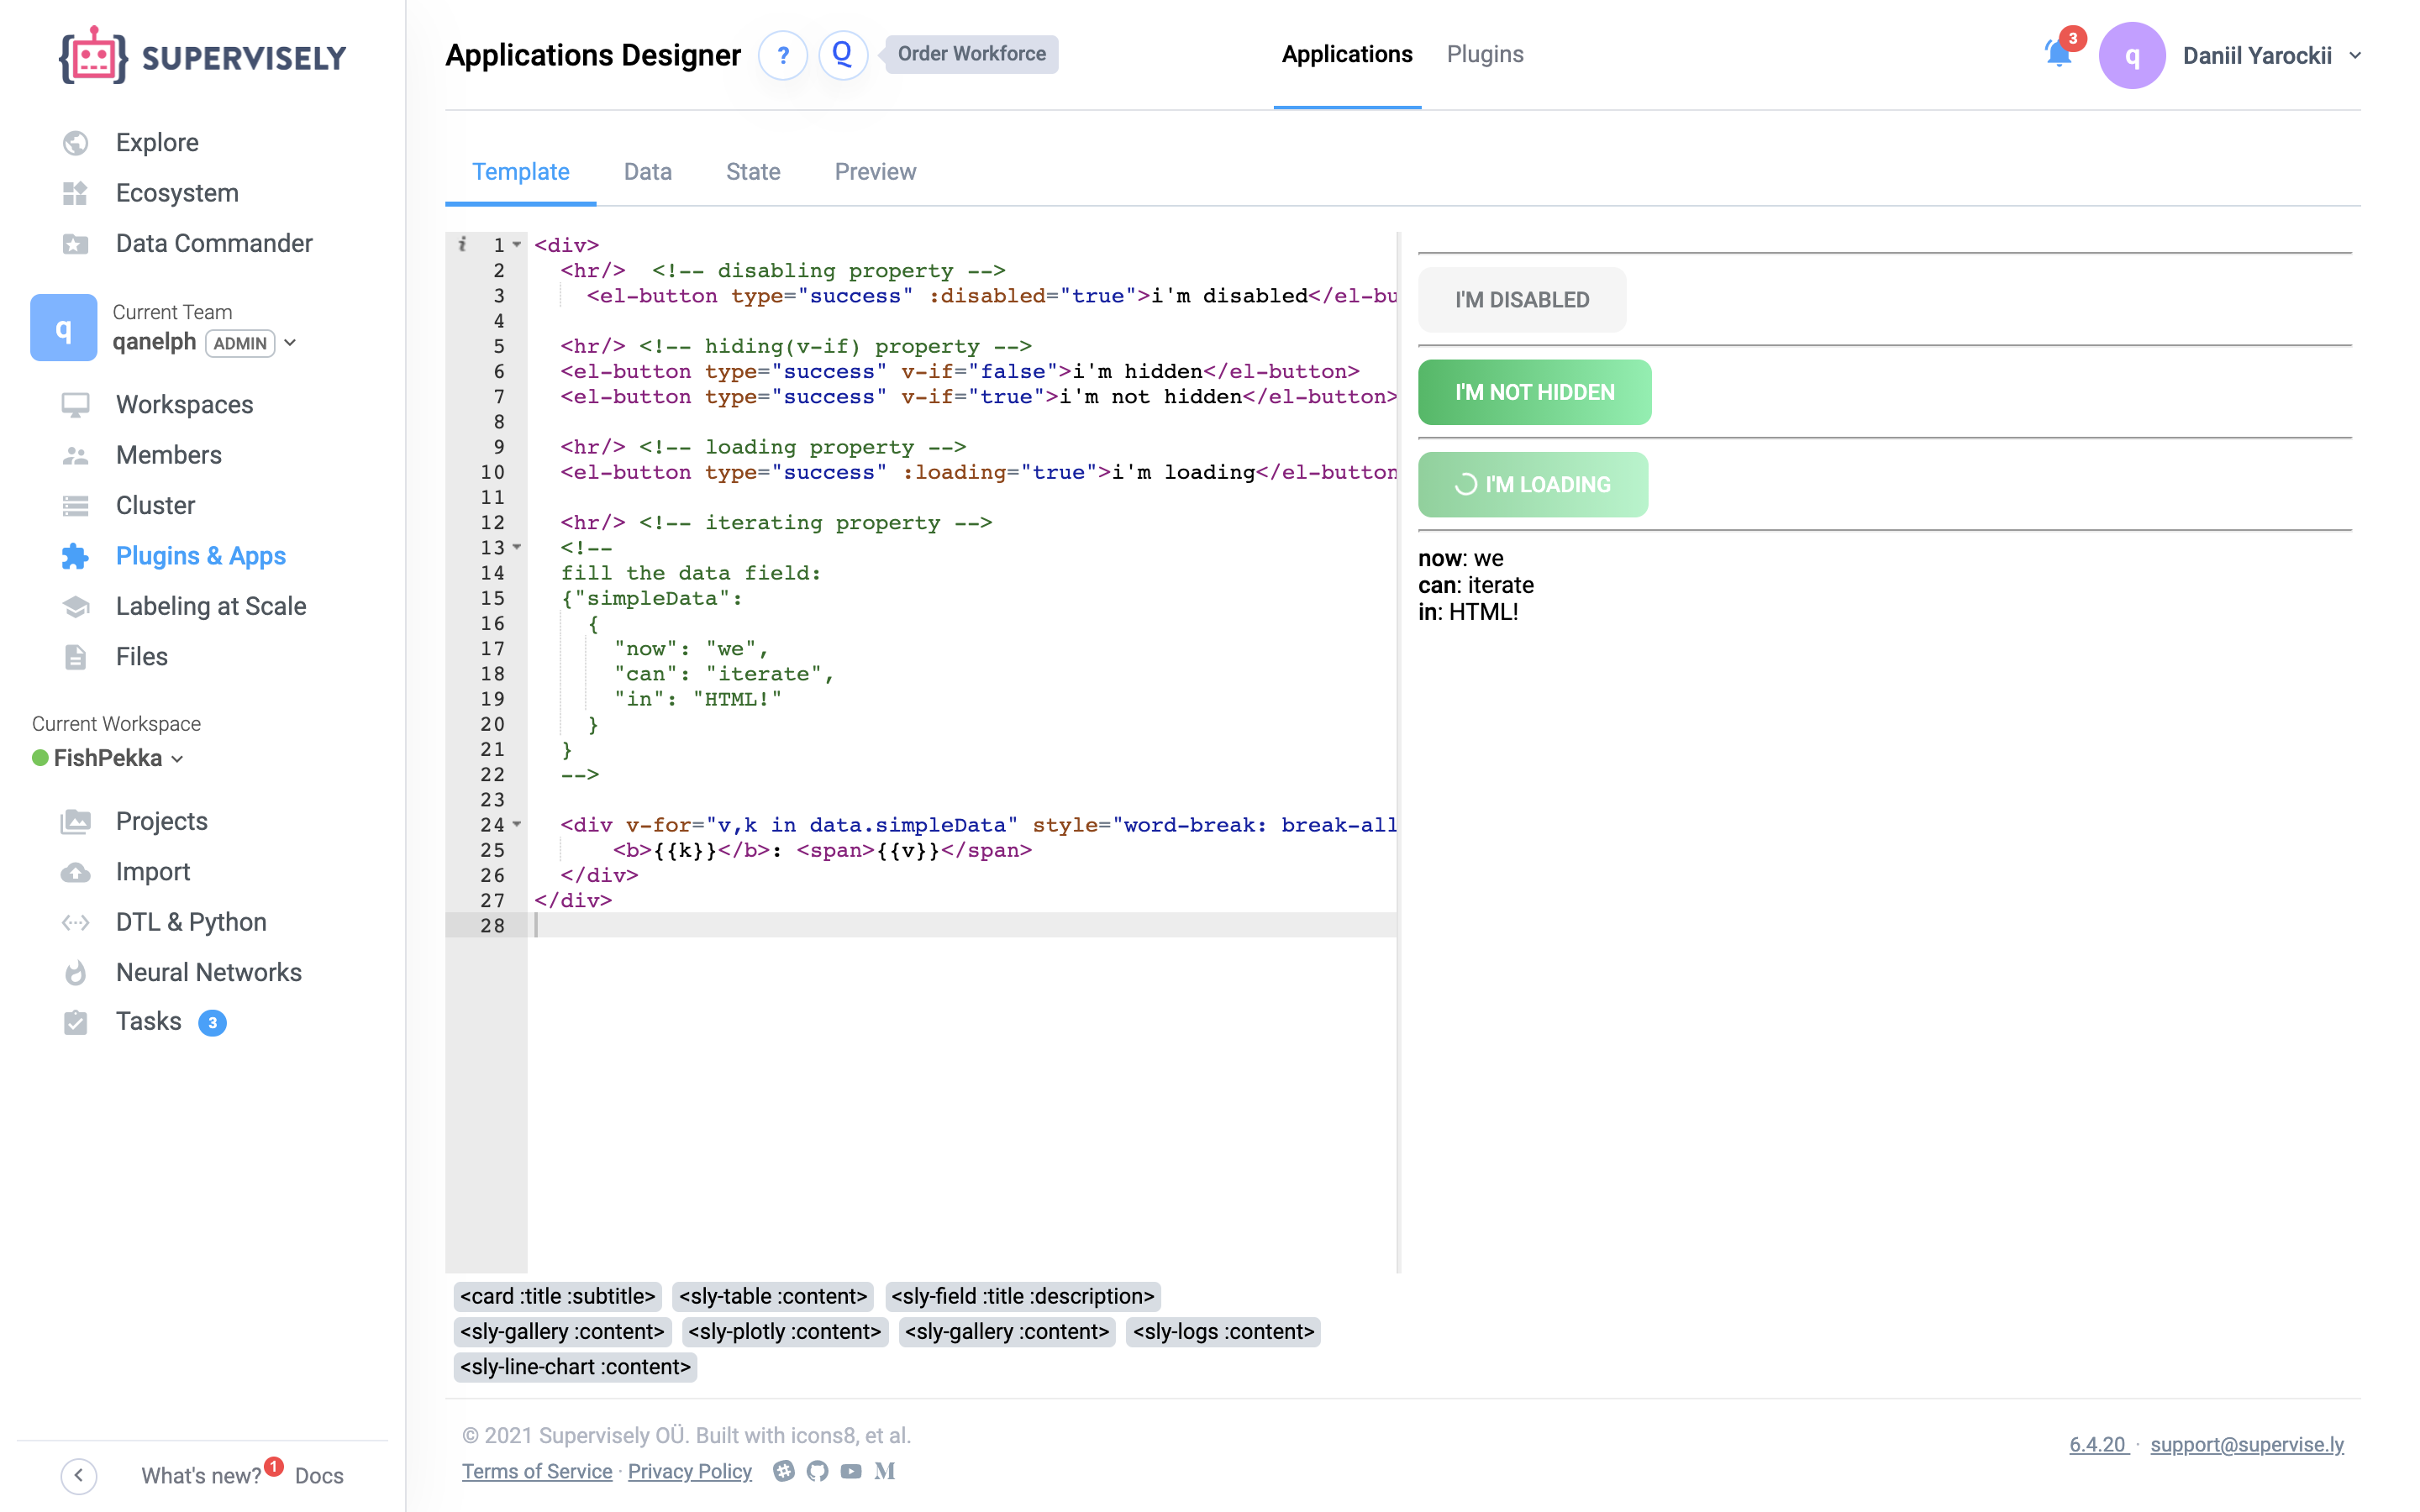 SUPERVISELY
Explore
Ecosystem
Data Commander
q
Current Team
qanelph ADMIN
Workspaces
Members
Cluster
Plugins & Apps
Labeling at Scale
Files
Current Workspace
FishPekka
Projects
Import
DTL & Python
Neural Networks
Tasks 3
What's new? 1 Docs
Applications Designer ? Q Order Workforce
Applications Plugins
3 q Daniil Yarockii
Template Data State Preview
i 1 <div>
2 <hr/>  <!-- disabling property -->
3 <el-button type="success" :disabled="true">i'm disabled</el-bu
4
5 <hr/> <!-- hiding(v-if) property -->
6 <el-button type="success" v-if="false">i'm hidden</el-button>
7 <el-button type="success" v-if="true">i'm not hidden</el-button>
8
9 <hr/> <!-- loading property -->
10 <el-button type="success" :loading="true">i'm loading</el-button
11
12 <hr/> <!-- iterating property -->
13 <!--
14 fill the data field:
15 {"simpleData":
16 {
17 "now": "we",
18 "can": "iterate",
19 "in": "HTML!"
20 }
21 }
22 -->
23
24 <div v-for="v,k in data.simpleData" style="word-break: break-all
25 <b>{{k}}</b>: <span>{{v}}</span>
26 </div>
27 </div>
28
I'M DISABLED
I'M NOT HIDDEN
I'M LOADING
now: we
can: iterate
in: HTML!
<card :title :subtitle> <sly-table :content> <sly-field :title :description>
<sly-gallery :content> <sly-plotly :content> <sly-gallery :content> <sly-logs :content>
<sly-line-chart :content>
© 2021 Supervisely OÜ. Built with icons8, et al.
Terms of Service · Privacy Policy
6.4.20 · support@supervise.ly